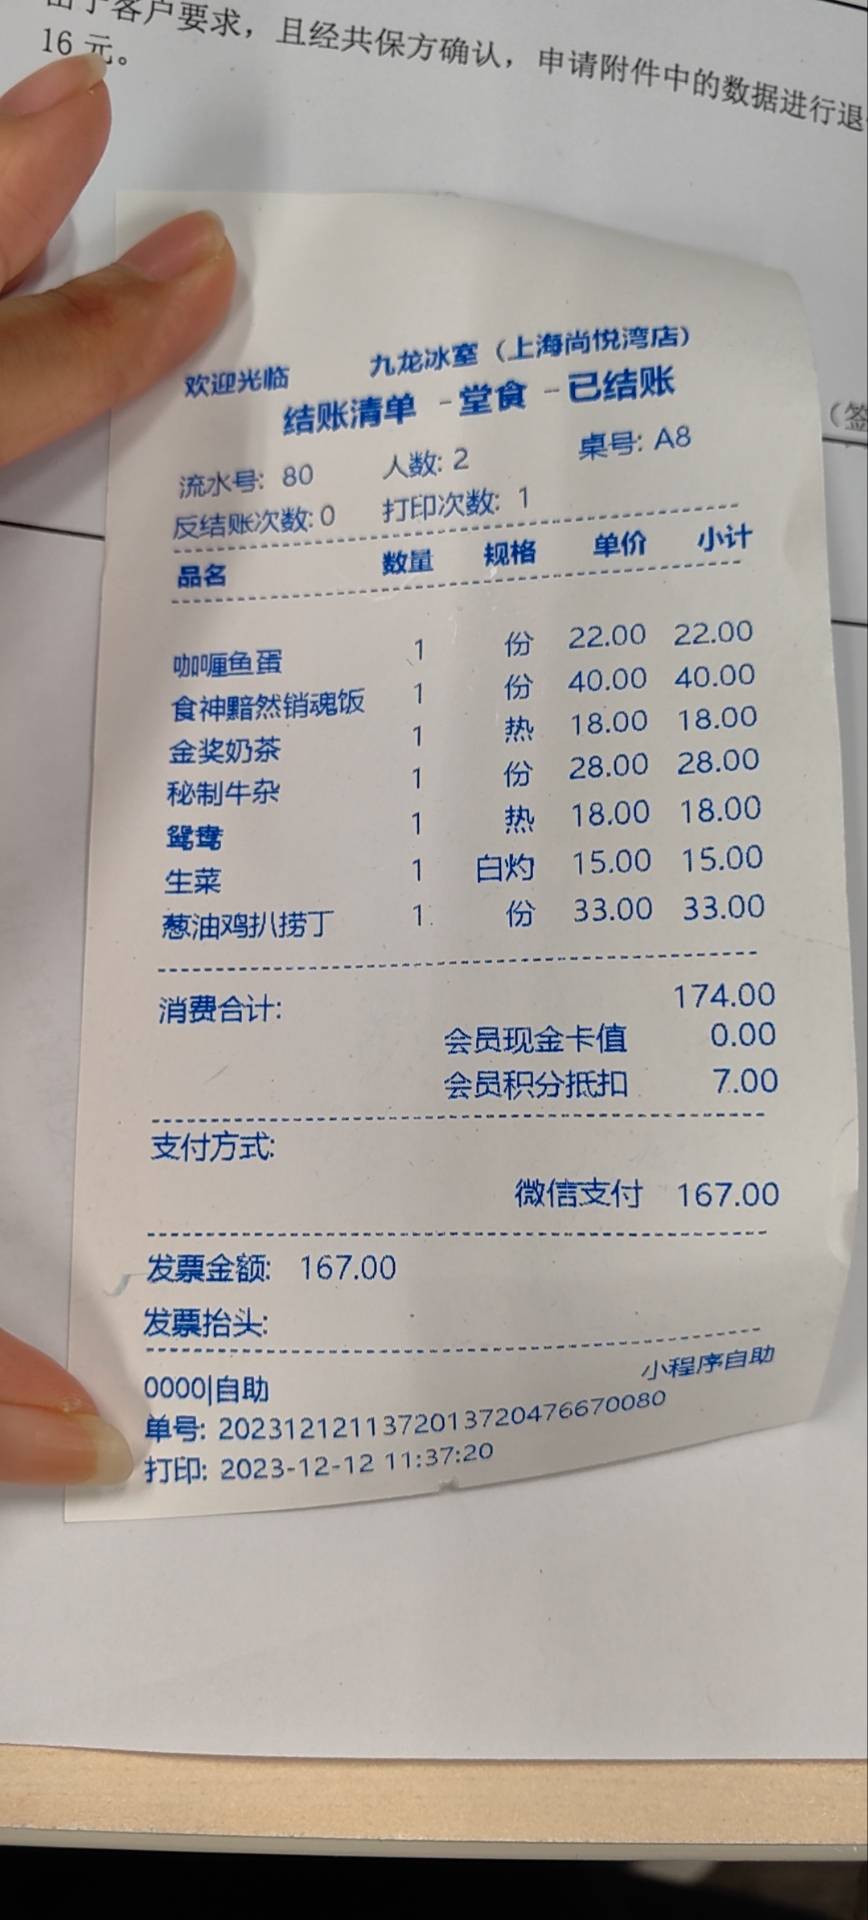 客户要求，且经共保方确认，申请附件中的数据进行退
16 元。
（签
欢迎光临 九龙冰室（上海尚悦湾店）
结账清单 -堂食 -已结账
流水号: 80 人数: 2 桌号: A8
反结账次数: 0 打印次数: 1
品名 数量 规格 单价 小计
咖喱鱼蛋 1 份 22.00 22.00
食神黯然销魂饭 1 份 40.00 40.00
金奖奶茶 1 热 18.00 18.00
秘制牛杂 1 份 28.00 28.00
鸳鸯 1 热 18.00 18.00
生菜 1 白灼 15.00 15.00
葱油鸡扒捞丁 1 份 33.00 33.00
消费合计: 174.00
会员现金卡值 0.00
会员积分抵扣 7.00
支付方式:
微信支付 167.00
发票金额: 167.00
发票抬头:
0000|自助 小程序自助
单号: 2023121211372013720476670080
打印: 2023-12-12 11:37:20